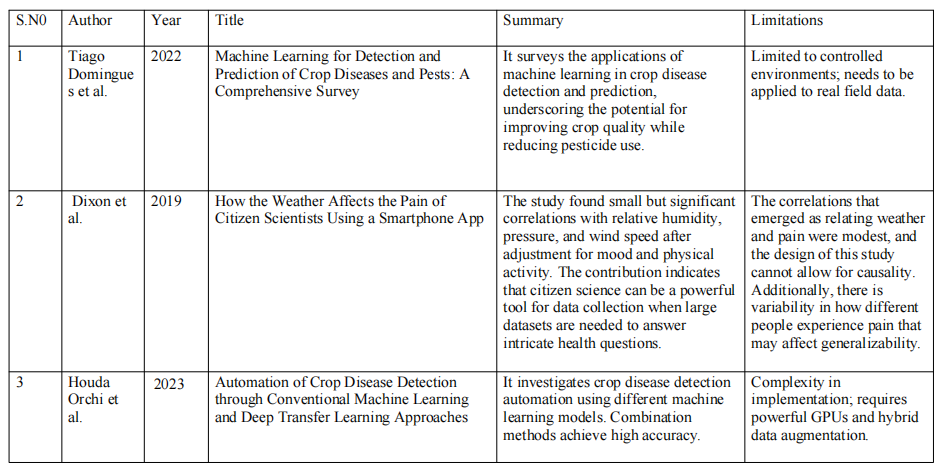 S.N0 Author Year Title Summary Limitations
1 Tiago Domingue s et al. 2022 Machine Learning for Detection and Prediction of Crop Diseases and Pests: A Comprehensive Survey
It surveys the applications of
machine learning in crop disease
detection and prediction,
underscoring the potential for
improving crop quality while
reducing pesticide use.
Limited to controlled
environments; needs to be
applied to real field data.
2 Dixon et al. 2019 How the Weather Affects the Pain of Citizen Scientists Using a Smartphone App
The study found small but significant
correlations with relative humidity,
pressure, and wind speed after
adjustment for mood and physical
activity. The contribution indicates
that citizen science can be a powerful
tool for data collection when large
datasets are needed to answer
intricate health questions.
The correlations that
emerged as relating weather
and pain were modest, and
the design of this study
cannot allow for causality.
Additionally, there is
variability in how different
people experience pain that
may affect generalizability.
3 Houda Orchi et al. 2023 Automation of Crop Disease Detection through Conventional Machine Learning and Deep Transfer Learning Approaches
It investigates crop disease detection
automation using different machine
learning models. Combination
methods achieve high accuracy.
Complexity in
implementation; requires
powerful GPUs and hybrid
data augmentation.